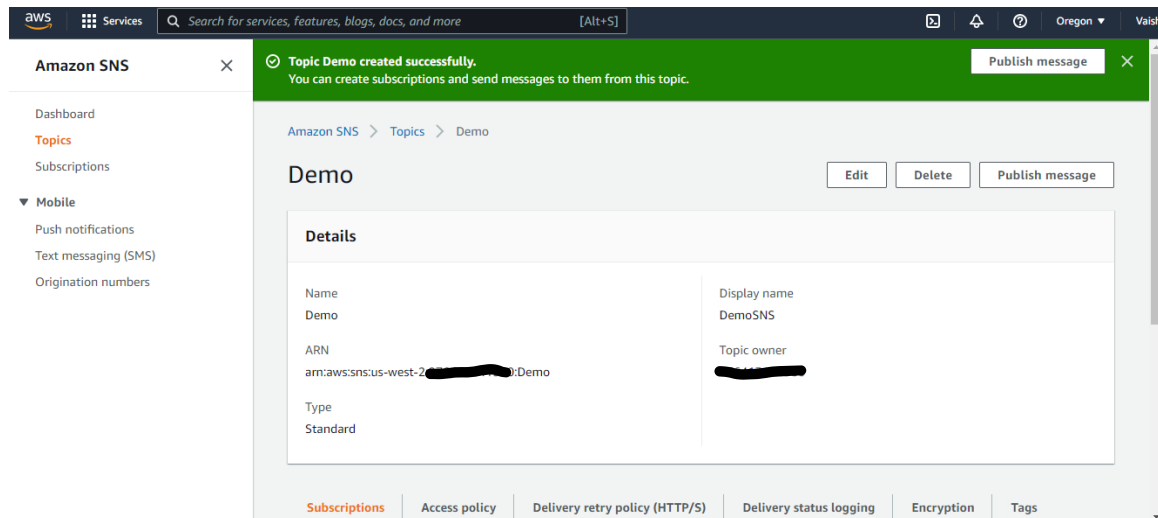 aws Services Search for services, features, blogs, docs, and more [Alt+S] Oregon
Amazon SNS
Dashboard
Topics
Subscriptions
Mobile
Push notifications
Text messaging (SMS)
Origination numbers
Topic Demo created successfully.
You can create subscriptions and send messages to them from this topic.
Publish message
Amazon SNS Topics Demo
Demo
Edit Delete Publish message
Details
Name
Demo
ARN
arn:aws:sns:us-west-2 :Demo
Type
Standard
Display name
DemoSNS
Topic owner
Subscriptions Access policy Delivery retry policy (HTTP/S) Delivery status logging Encryption Tags